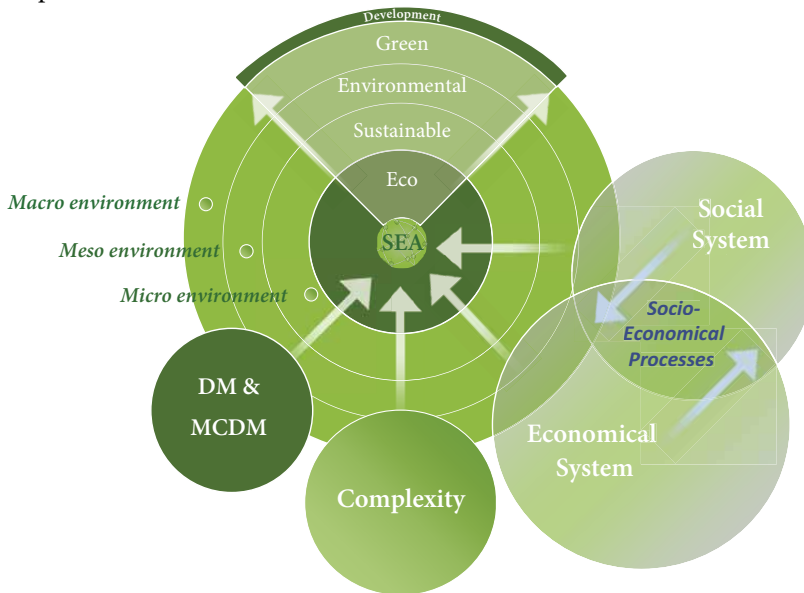 Development
Green
Environmental
Sustainable
Eco
SEA
Macro environment
Meso environment
Micro environment
Social
System
Socio-
Economical
Processes
DM &
MCDM
Economical
System
Complexity